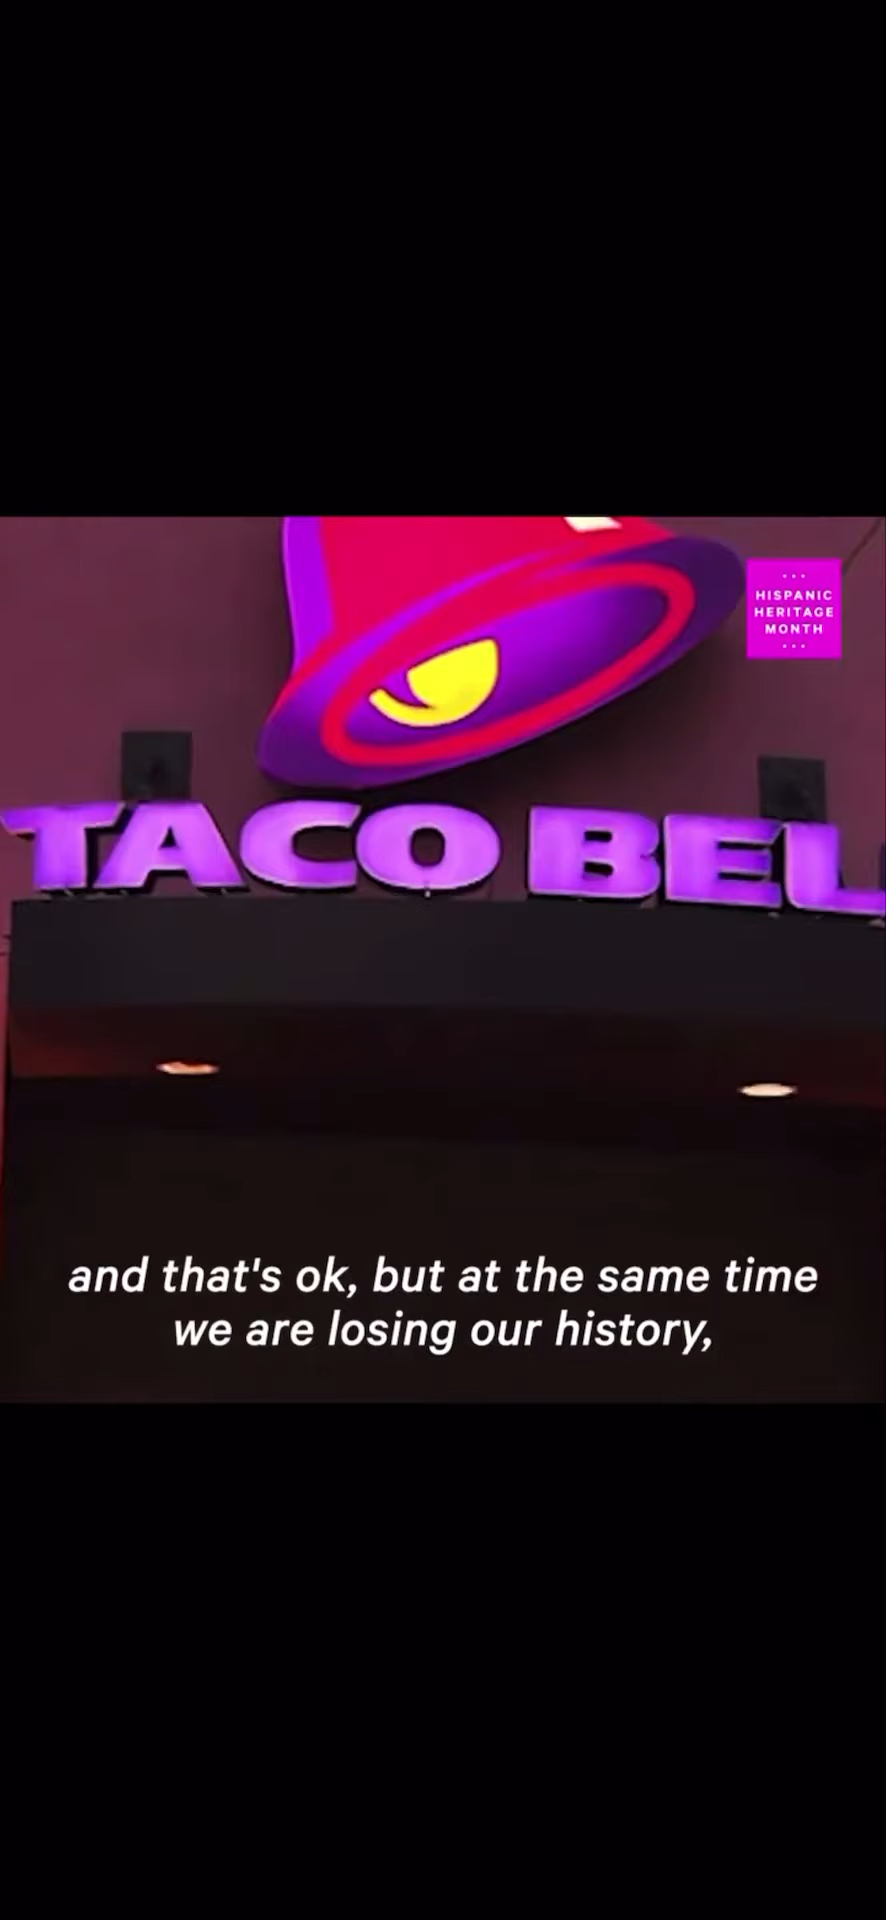 HISPANIC
HERITAGE
MONTH
TACO BEL
and that's ok, but at the same time
we are losing our history,